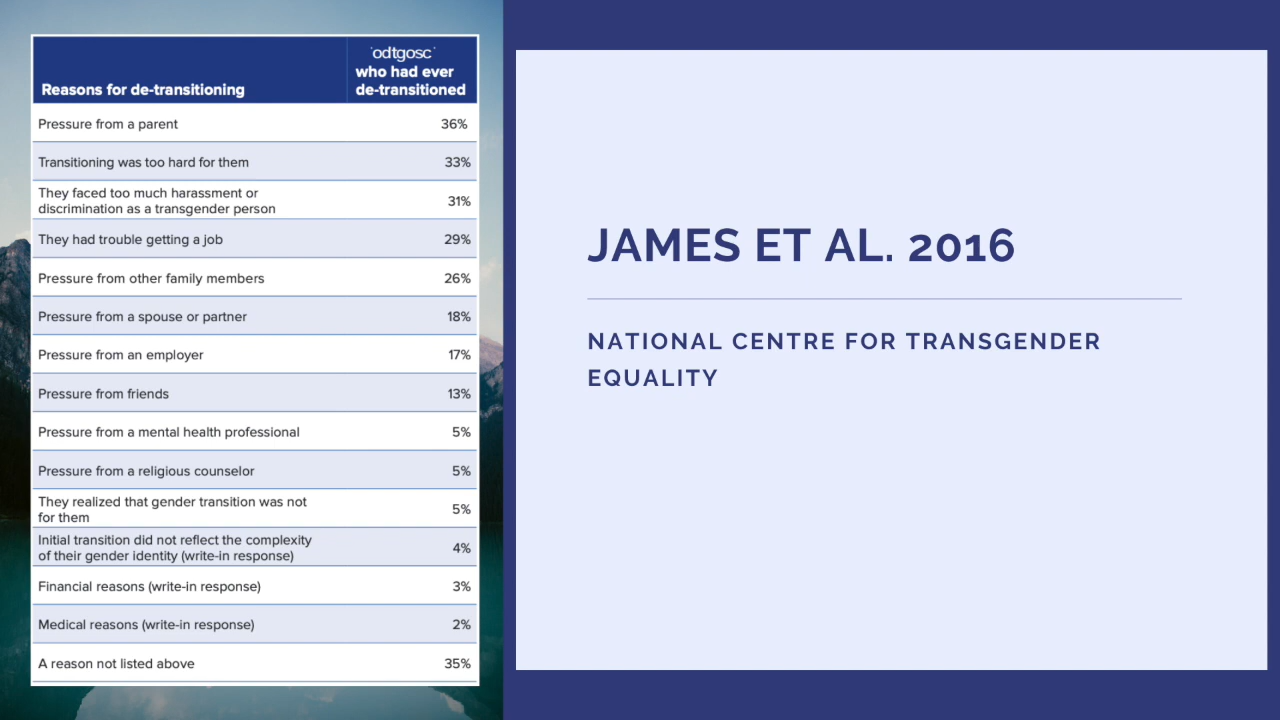 Reasons for de-transitioning
`odtgosc`
who had ever
de-transitioned
Pressure from a parent 36%
Transitioning was too hard for them 33%
They faced too much harassment or
discrimination as a transgender person 31%
They had trouble getting a job 29%
Pressure from other family members 26%
Pressure from a spouse or partner 18%
Pressure from an employer 17%
Pressure from friends 13%
Pressure from a mental health professional 5%
Pressure from a religious counselor 5%
They realized that gender transition was not
for them 5%
Initial transition did not reflect the complexity
of their gender identity (write-in response) 4%
Financial reasons (write-in response) 3%
Medical reasons (write-in response) 2%
A reason not listed above 35%
JAMES ET AL. 2016
NATIONAL CENTRE FOR TRANSGENDER
EQUALITY